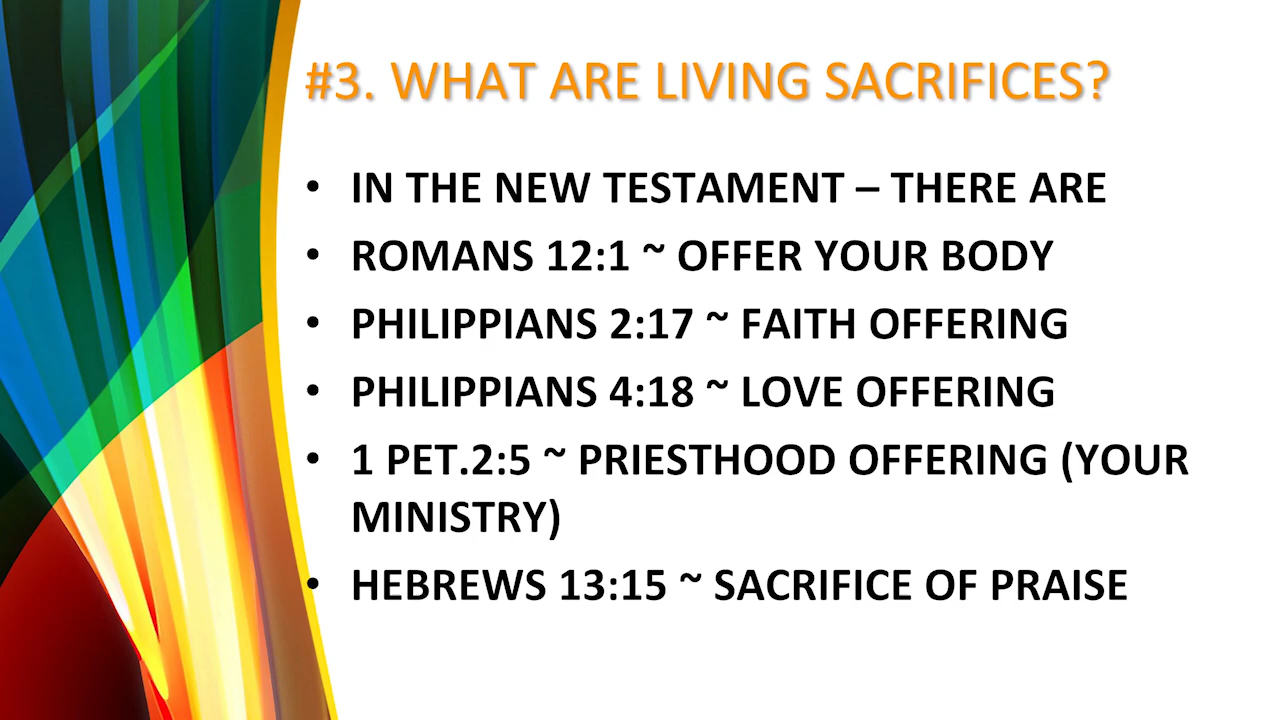 #3. WHAT ARE LIVING SACRIFICES?
• IN THE NEW TESTAMENT – THERE ARE
• ROMANS 12:1 ~ OFFER YOUR BODY
• PHILIPPIANS 2:17 ~ FAITH OFFERING
• PHILIPPIANS 4:18 ~ LOVE OFFERING
• 1 PET.2:5 ~ PRIESTHOOD OFFERING (YOUR
MINISTRY)
• HEBREWS 13:15 ~ SACRIFICE OF PRAISE